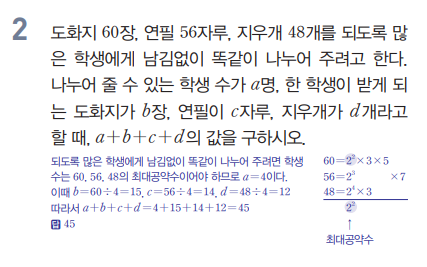 2 도화지 60장, 연필 56자루, 지우개 48개를 되도록 많
은 학생에게 남김없이 똑같이 나누어 주려고 한다.
나누어 줄 수 있는 학생 수가 a명, 한 학생이 받게 되
는 도화지가 b장, 연필이 c자루, 지우개가 d개라고
할 때, a+b+c+d의 값을 구하시오.
되도록 많은 학생에게 남김없이 똑같이 나누어 주려면 학생
수는 60, 56, 48의 최대공약수이어야 하므로 a=4이다.
이때 b=60÷4=15, c=56÷4=14, d=48÷4=12
따라서 a+b+c+d=4+15+14+12=45
답 45
60=2²×3×5
56=2³ ×7
48=2⁴×3
2²
↑
최대공약수